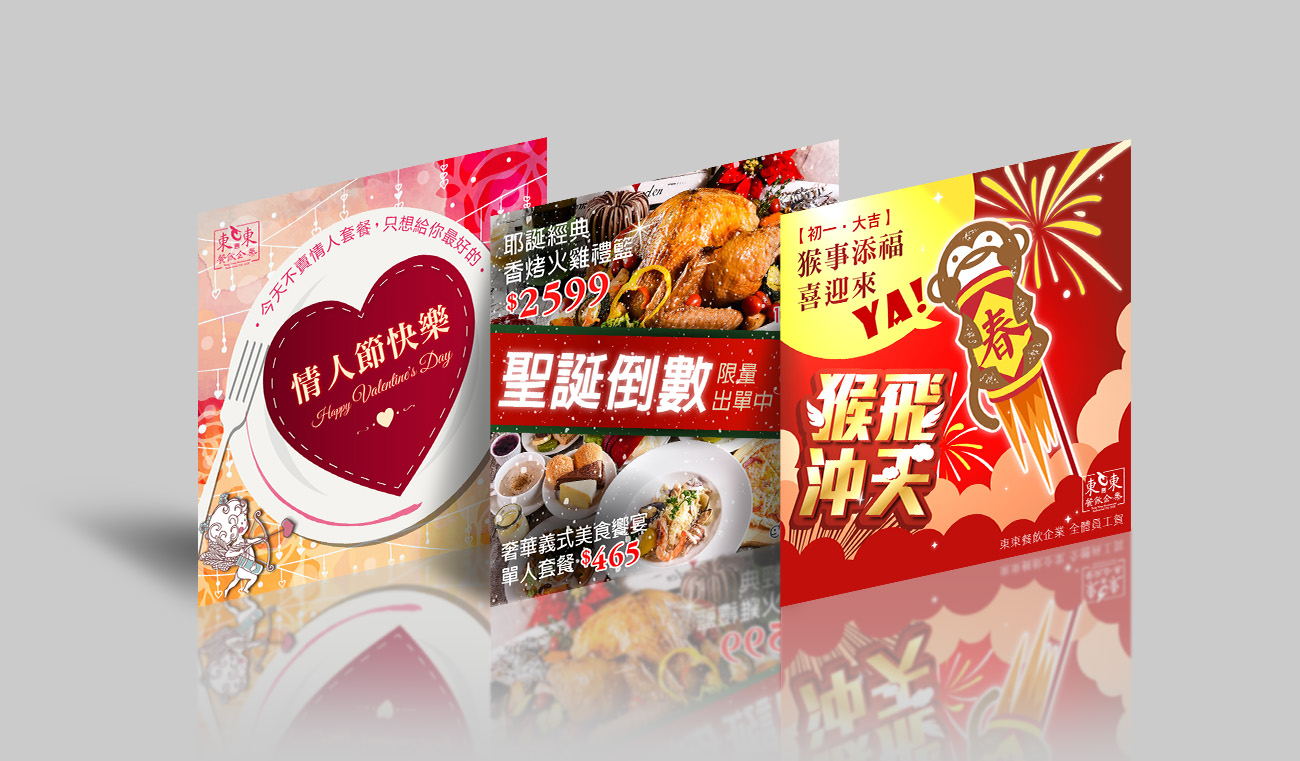 東東
餐飲企業
·今天不賣情人套餐,只想給你最好的·
情人節快樂
Happy Valentine's Day
耶誕經典
香烤火雞禮籃
$2599
聖誕倒數
限量
出單中
奢華義式美食饗宴
單人套餐 $465
【初一·大吉】
猴事添福
喜迎來
YA!
春
猴飛
沖天
東東
餐飲企業
東東餐飲企業 全體員工賀